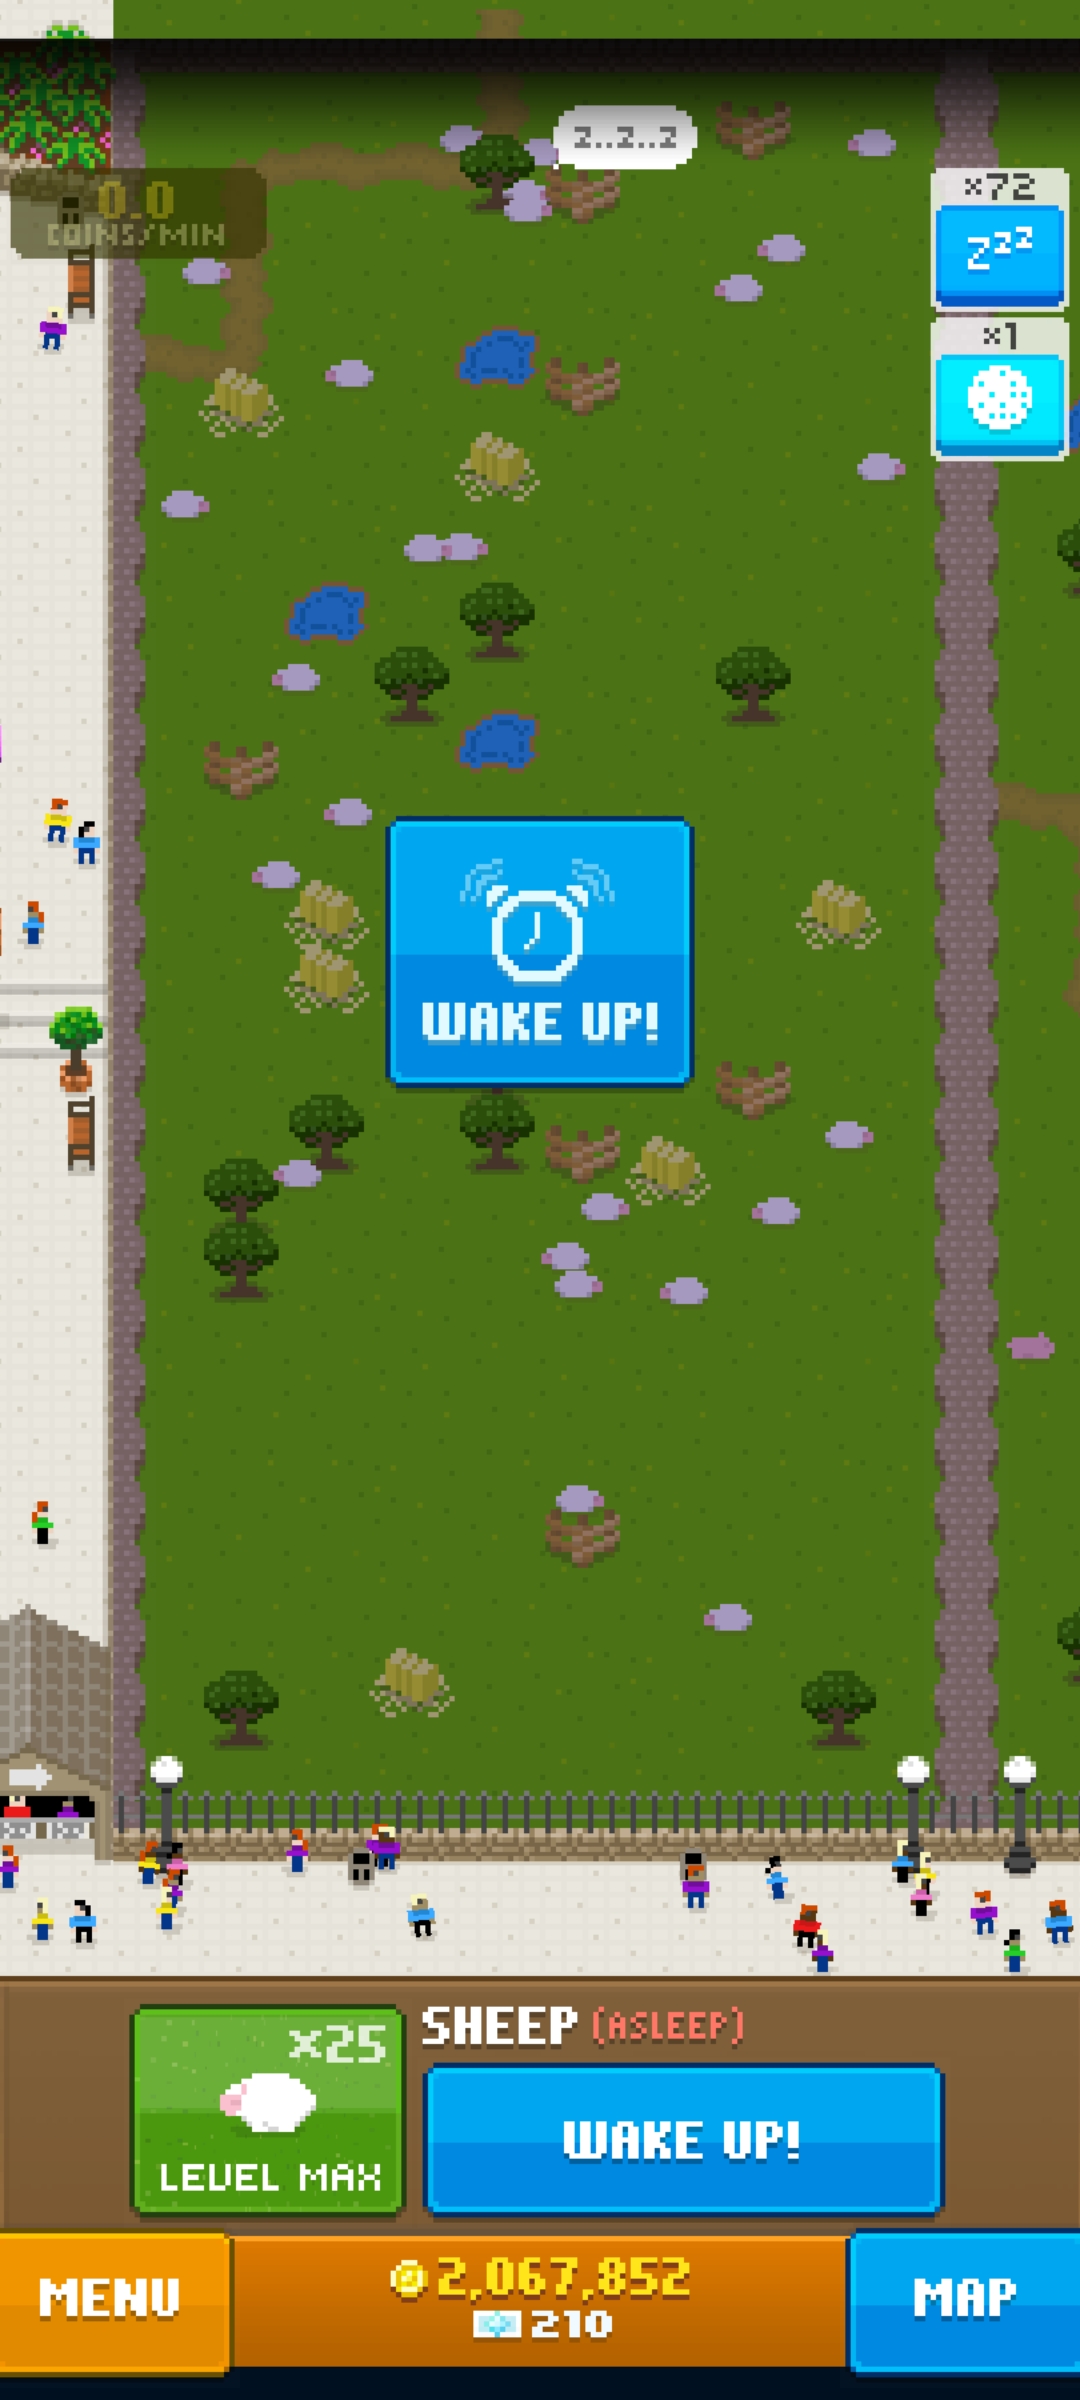 z..z..z
0.0
COINS/MIN
x72
zzz
x1
WAKE UP!
x25
LEVEL MAX
SHEEP (ASLEEP)
WAKE UP!
MENU
2,067,852
210
MAP